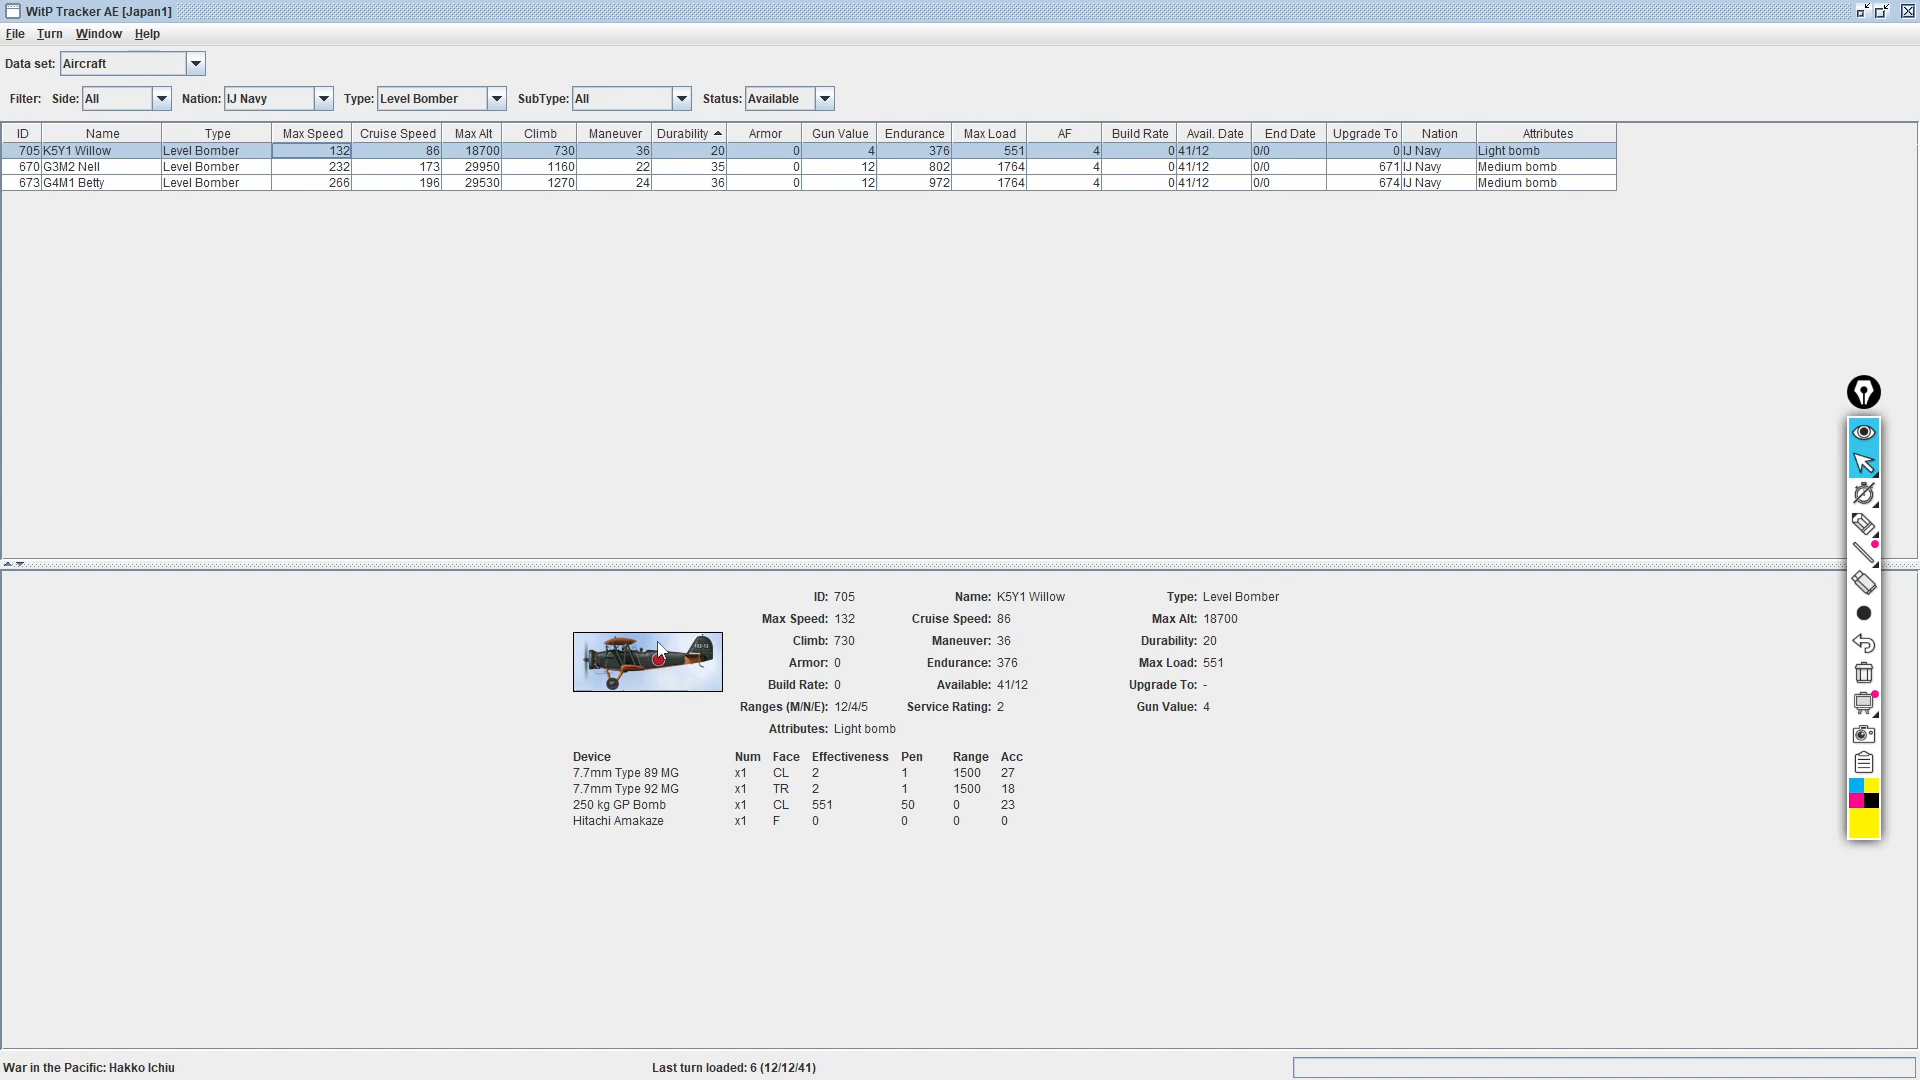 WitP Tracker AE [Japan1]
File Turn Window Help
Data set: Aircraft
Filter: Side: All Nation: IJ Navy Type: Level Bomber SubType: All Status: Available
ID Name Type Max Speed Cruise Speed Max Alt Climb Maneuver Durability Armor Gun Value Endurance Max Load AF Build Rate Avail. Date End Date Upgrade To Nation Attributes
705 K5Y1 Willow Level Bomber 132 86 18700 730 36 20 0 4 376 551 4 0 41/12 0/0 0 IJ Navy Light bomb
670 G3M2 Nell Level Bomber 232 173 29950 1160 22 35 0 12 802 1764 4 0 41/12 0/0 671 IJ Navy Medium bomb
673 G4M1 Betty Level Bomber 266 196 29530 1270 24 36 0 12 972 1764 4 0 41/12 0/0 674 IJ Navy Medium bomb
ID: 705 Name: K5Y1 Willow Type: Level Bomber
Max Speed: 132 Cruise Speed: 86 Max Alt: 18700
Climb: 730 Maneuver: 36 Durability: 20
Armor: 0 Endurance: 376 Max Load: 551
Build Rate: 0 Available: 41/12 Upgrade To: -
Ranges (M/N/E): 12/4/5 Service Rating: 2 Gun Value: 4
Attributes: Light bomb
Device Num Face Effectiveness Pen Range Acc
7.7mm Type 89 MG x1 CL 2 1 1500 27
7.7mm Type 92 MG x1 TR 2 1 1500 18
250 kg GP Bomb x1 CL 551 50 0 23
Hitachi Amakaze x1 F 0 0 0 0
War in the Pacific: Hakko Ichiu Last turn loaded: 6 (12/12/41)